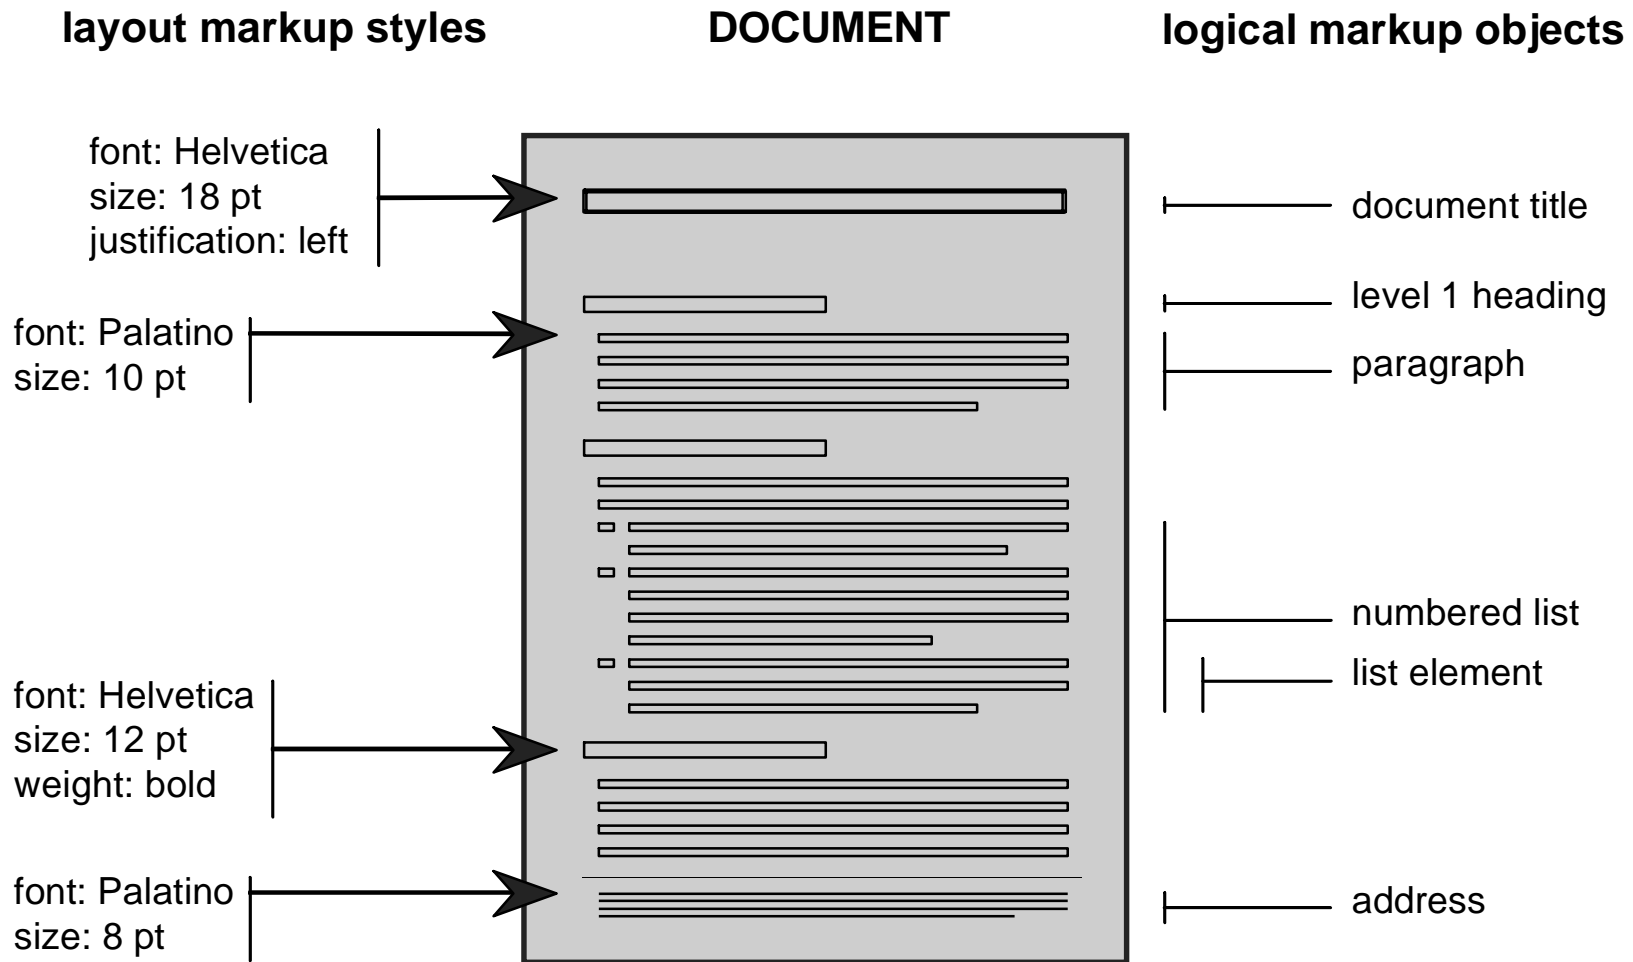 layout markup styles
DOCUMENT
logical markup objects
font: Helvetica
size: 18 pt
justification: left
font: Palatino
size: 10 pt
font: Helvetica
size: 12 pt
weight: bold
font: Palatino
size: 8 pt
document title
level 1 heading
paragraph
numbered list
list element
address